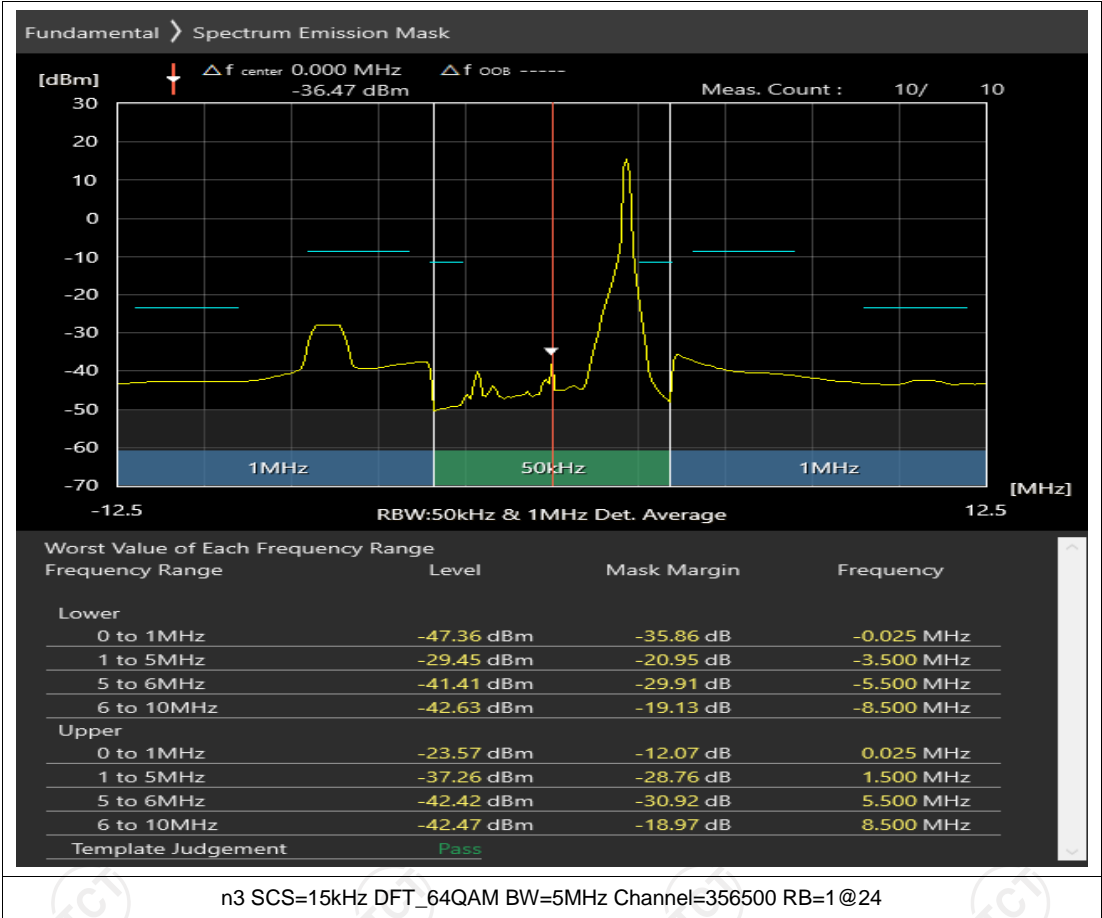 Fundamental ❯ Spectrum Emission Mask
[dBm] △f center 0.000 MHz △f OOB -----
-36.47 dBm Meas. Count : 10/ 10
30
20
10
0
-10
-20
-30
-40
-50
-60
1MHz 50kHz 1MHz
-70
[MHz]
-12.5 RBW:50kHz & 1MHz Det. Average 12.5
Worst Value of Each Frequency Range
Frequency Range Level Mask Margin Frequency
Lower
0 to 1MHz -47.36 dBm -35.86 dB -0.025 MHz
1 to 5MHz -29.45 dBm -20.95 dB -3.500 MHz
5 to 6MHz -41.41 dBm -29.91 dB -5.500 MHz
6 to 10MHz -42.63 dBm -19.13 dB -8.500 MHz
Upper
0 to 1MHz -23.57 dBm -12.07 dB 0.025 MHz
1 to 5MHz -37.26 dBm -28.76 dB 1.500 MHz
5 to 6MHz -42.42 dBm -30.92 dB 5.500 MHz
6 to 10MHz -42.47 dBm -18.97 dB 8.500 MHz
Template Judgement Pass
n3 SCS=15kHz DFT_64QAM BW=5MHz Channel=356500 RB=1@24